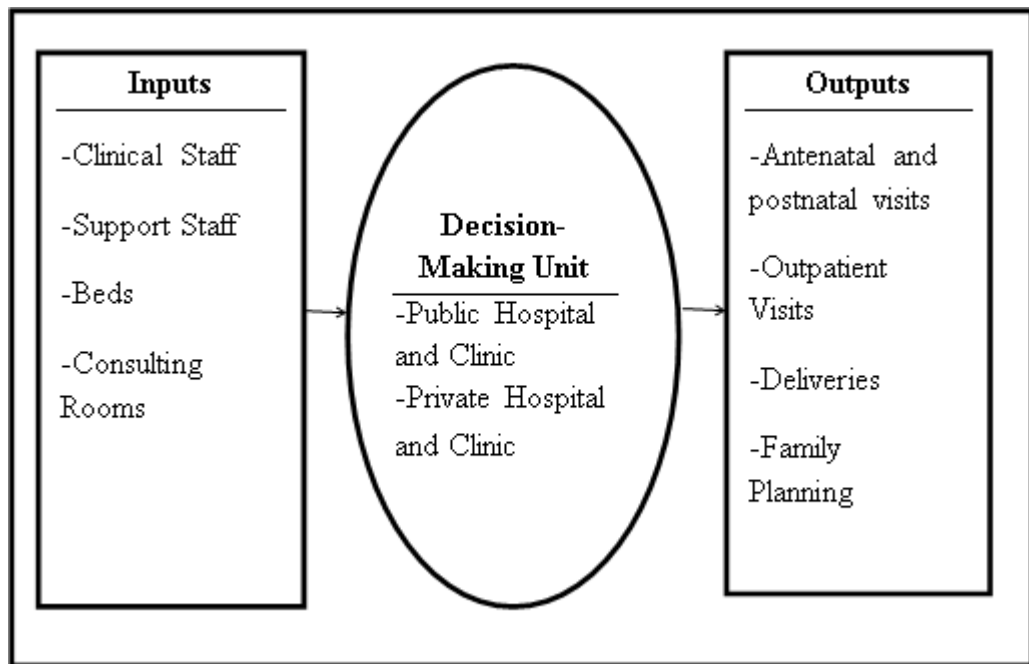 Inputs
-Clinical Staff
-Support Staff
-Beds
-Consulting
Rooms
Decision-
Making Unit
-Public Hospital
and Clinic
-Private Hospital
and Clinic
Outputs
-Antenatal and
postnatal visits
-Outpatient
Visits
-Deliveries
-Family
Planning